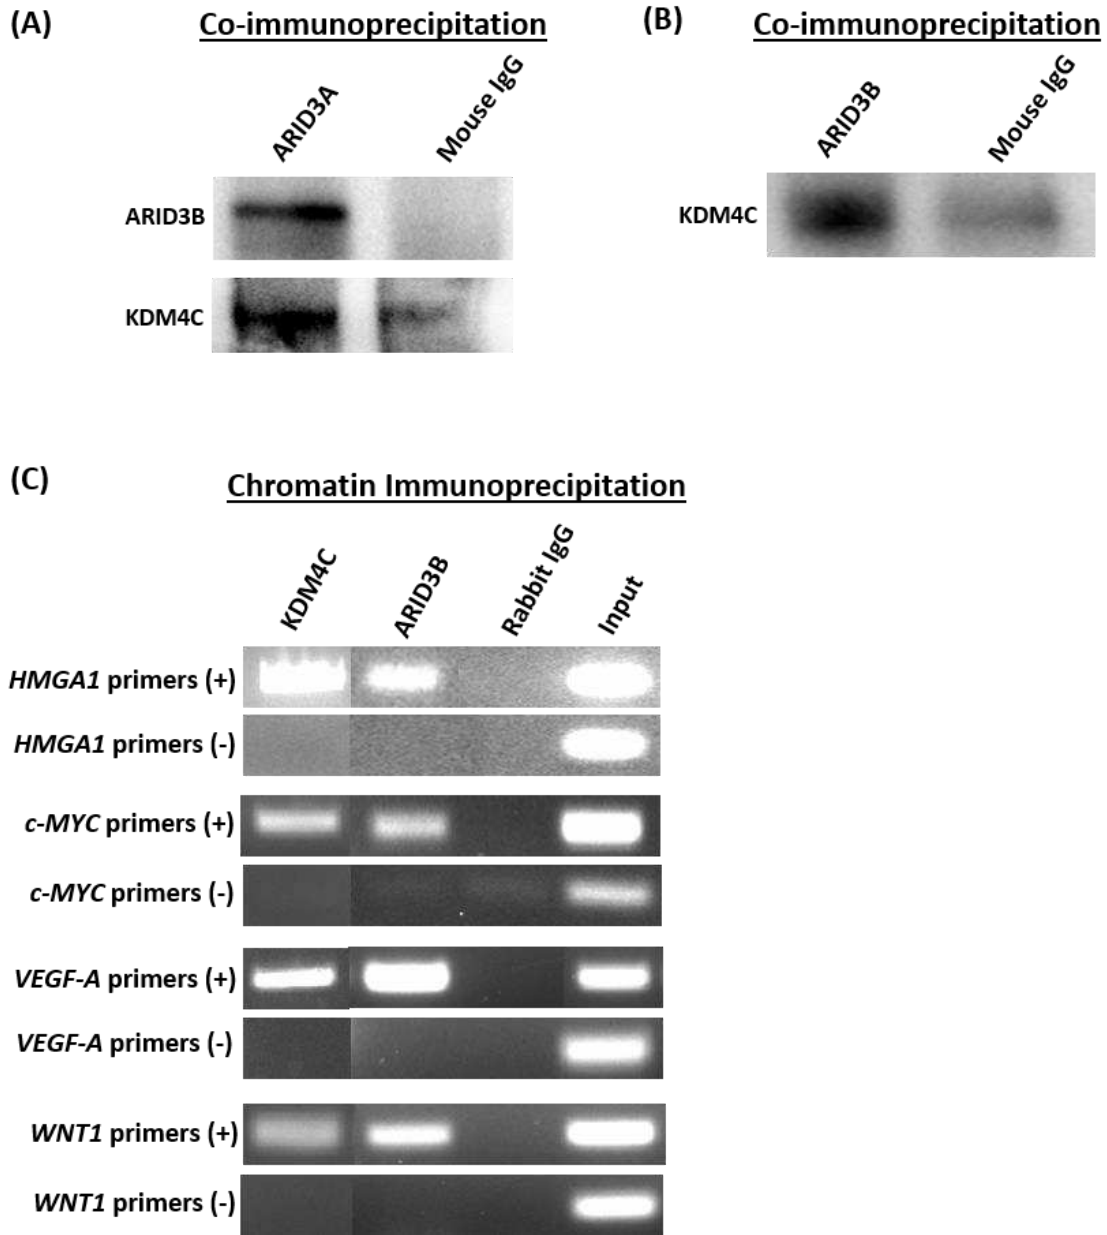 (A)
Co-immunoprecipitation
ARID3A
Mouse IgG
ARID3B
KDM4C
(B)
Co-immunoprecipitation
ARID3B
Mouse IgG
KDM4C
(C)
Chromatin Immunoprecipitation
KDM4C
ARID3B
Rabbit IgG
Input
HMGA1 primers (+)
HMGA1 primers (-)
c-MYC primers (+)
c-MYC primers (-)
VEGF-A primers (+)
VEGF-A primers (-)
WNT1 primers (+)
WNT1 primers (-)